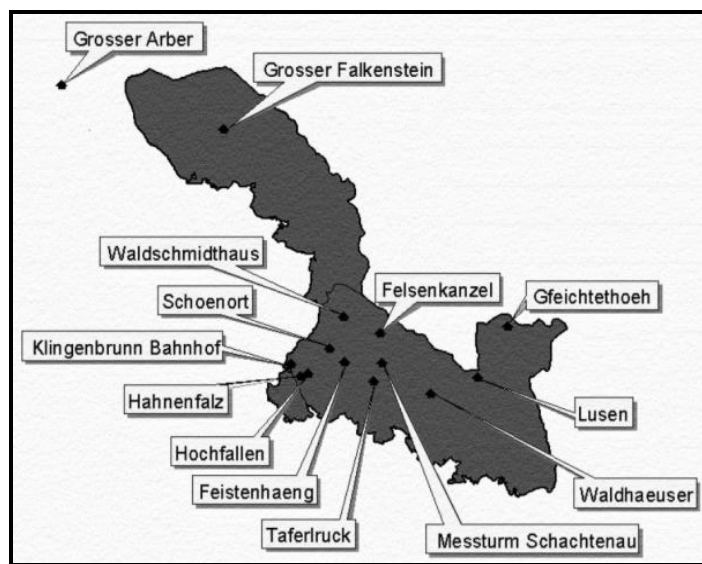 Grosser Arber
Grosser Falkenstein
Waldschmidthaus
Felsenkanzel
Gfeichtethoeh
Schoenort
Klingenbrunn Bahnhof
Hahnenfalz
Lusen
Hochfallen
Feistenhaeng
Waldhaeuser
Taferlruck
Messturm Schachtenau